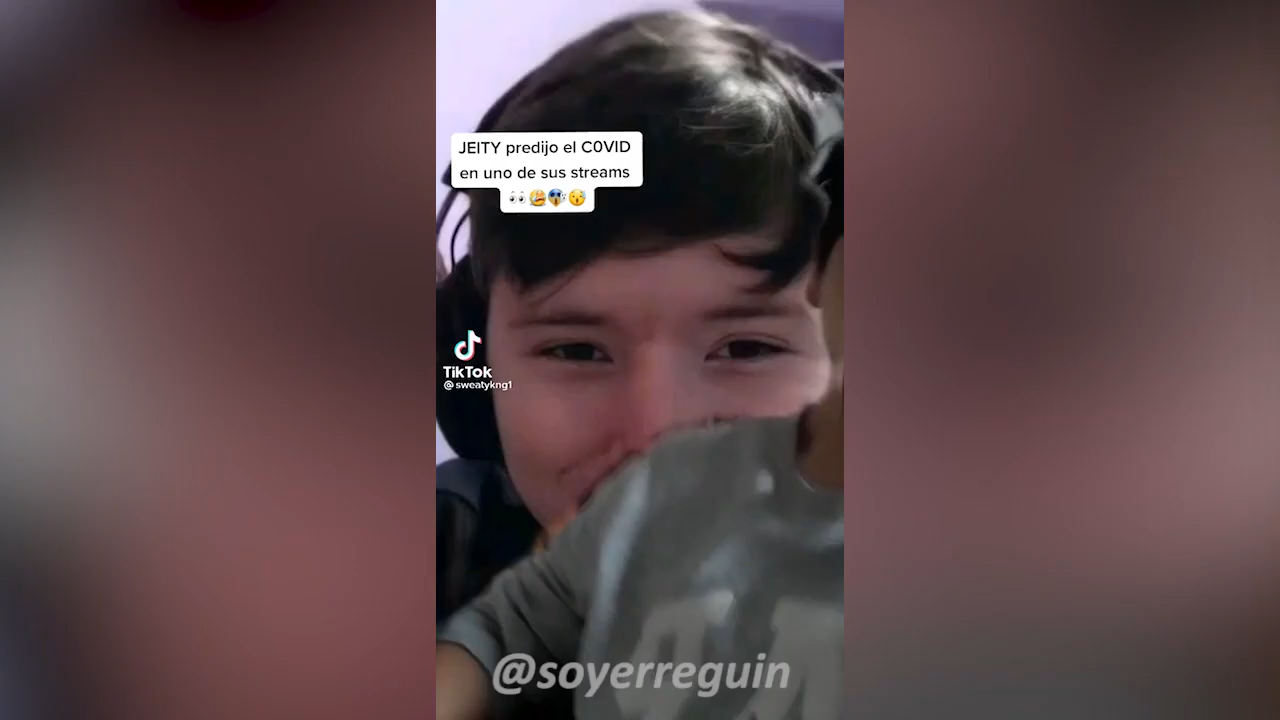 JEITY predijo el C0VID
en uno de sus streams
👀🤒😱😴
TikTok
@sweatykng1
@soyerreguin